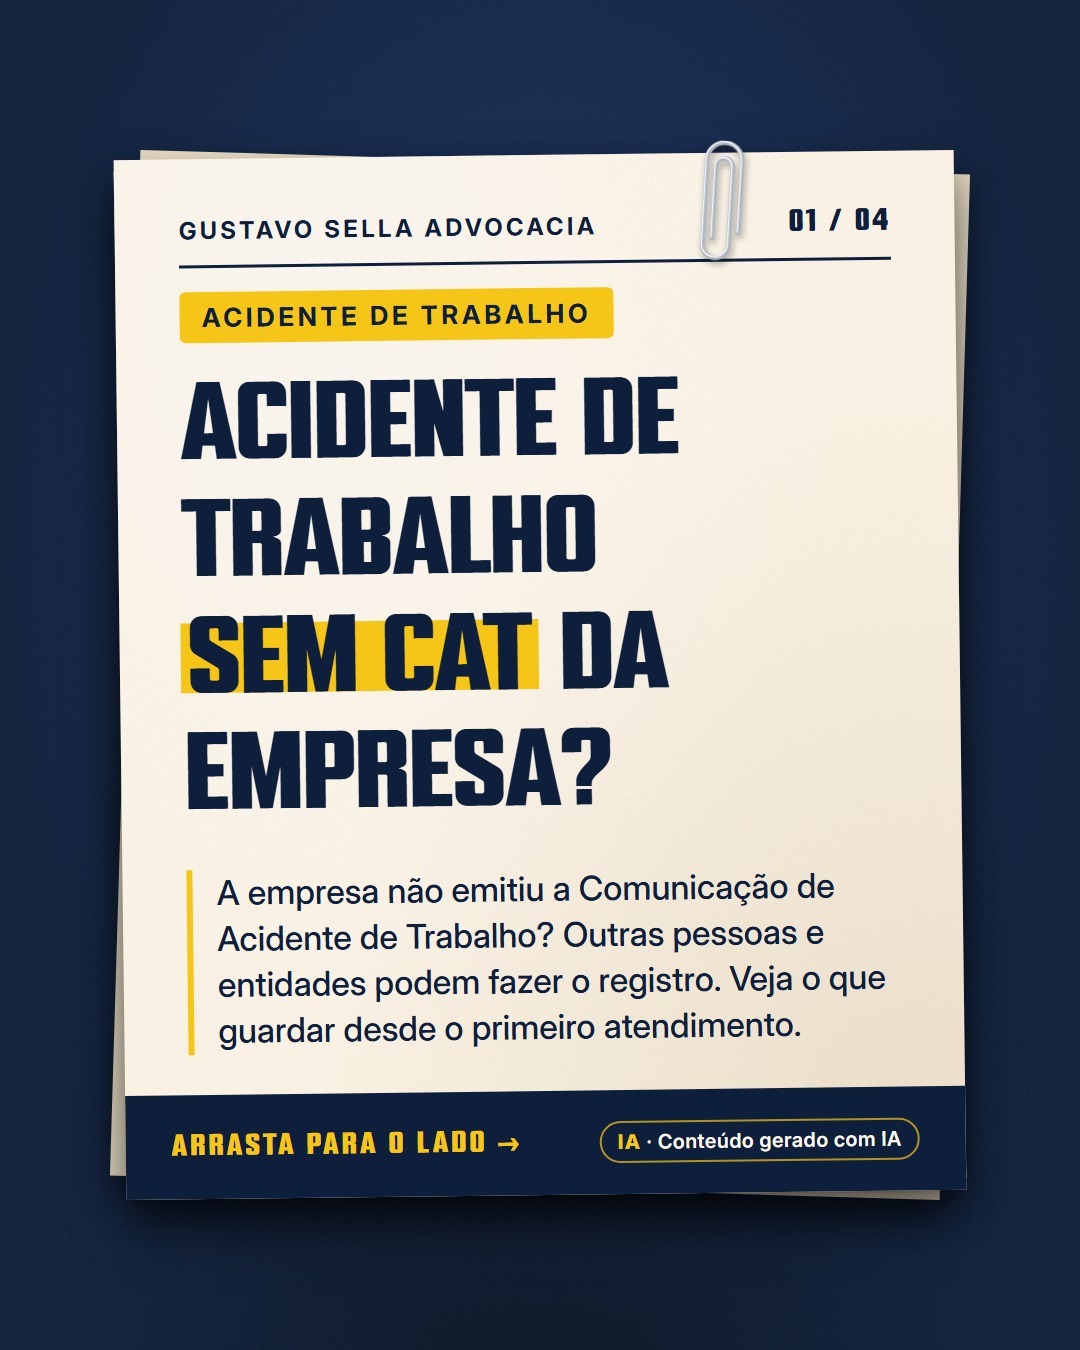 GUSTAVO SELLA ADVOCACIA
01 / 04
ACIDENTE DE TRABALHO
ACIDENTE DE
TRABALHO
SEM CAT DA
EMPRESA?
A empresa não emitiu a Comunicação de
Acidente de Trabalho? Outras pessoas e
entidades podem fazer o registro. Veja o que
guardar desde o primeiro atendimento.
ARRASTA PARA O LADO →
IA · Conteúdo gerado com IA